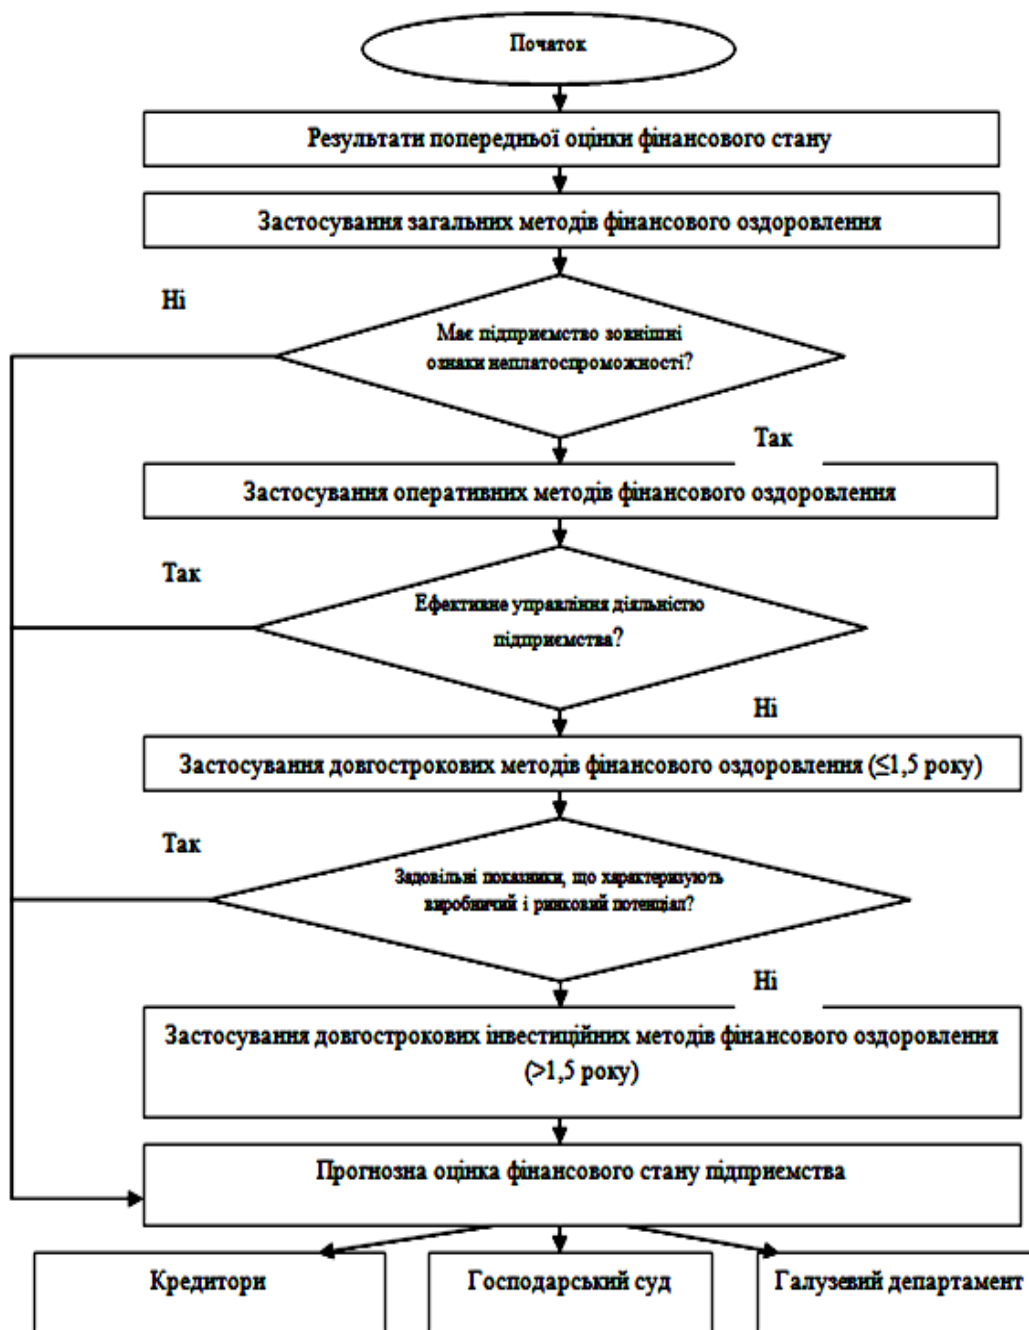 Початок
Результати попередньої оцінки фінансового стану
Застосування загальних методів фінансового оздоровлення
Ні
Має підприємство зовнішні
ознаки неплатоспроможності?
Так
Застосування оперативних методів фінансового оздоровлення
Так
Ефективне управління діяльністю
підприємства?
Ні
Застосування довгострокових методів фінансового оздоровлення (≤1,5 року)
Так
Задовільні показники, що характеризують
виробничий і ринковий потенціал?
Ні
Застосування довгострокових інвестиційних методів фінансового оздоровлення
(>1,5 року)
Прогнозна оцінка фінансового стану підприємства
Кредитори
Господарський суд
Галузевий департамент